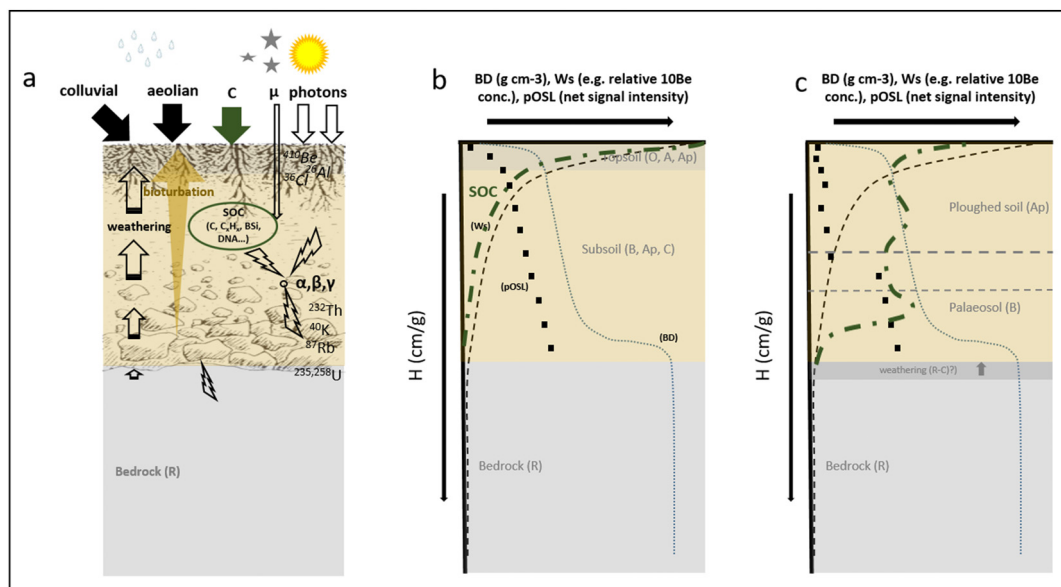 a
colluvial
aeolian
C
μ
photons
⁴¹⁰Be
²⁶Al
³⁶Cl
bioturbation
weathering
SOC
(C, CₓHₓ, BSi,
DNA...)
α,β,γ
²³²Th
⁴⁰K
⁸⁷Rb
²³⁵,²⁵⁸U
Bedrock (R)
b
BD (g cm-3), Ws (e.g. relative 10Be
conc.), pOSL (net signal intensity)
Topsoil (O, A, Ap)
SOC
(Ws)
Subsoil (B, Ap, C)
(pOSL)
(BD)
H (cm/g)
Bedrock (R)
c
BD (g cm-3), Ws (e.g. relative 10Be
conc.), pOSL (net signal intensity)
Ploughed soil (Ap)
Palaeosol (B)
weathering (R-C)?)
H (cm/g)
Bedrock (R)